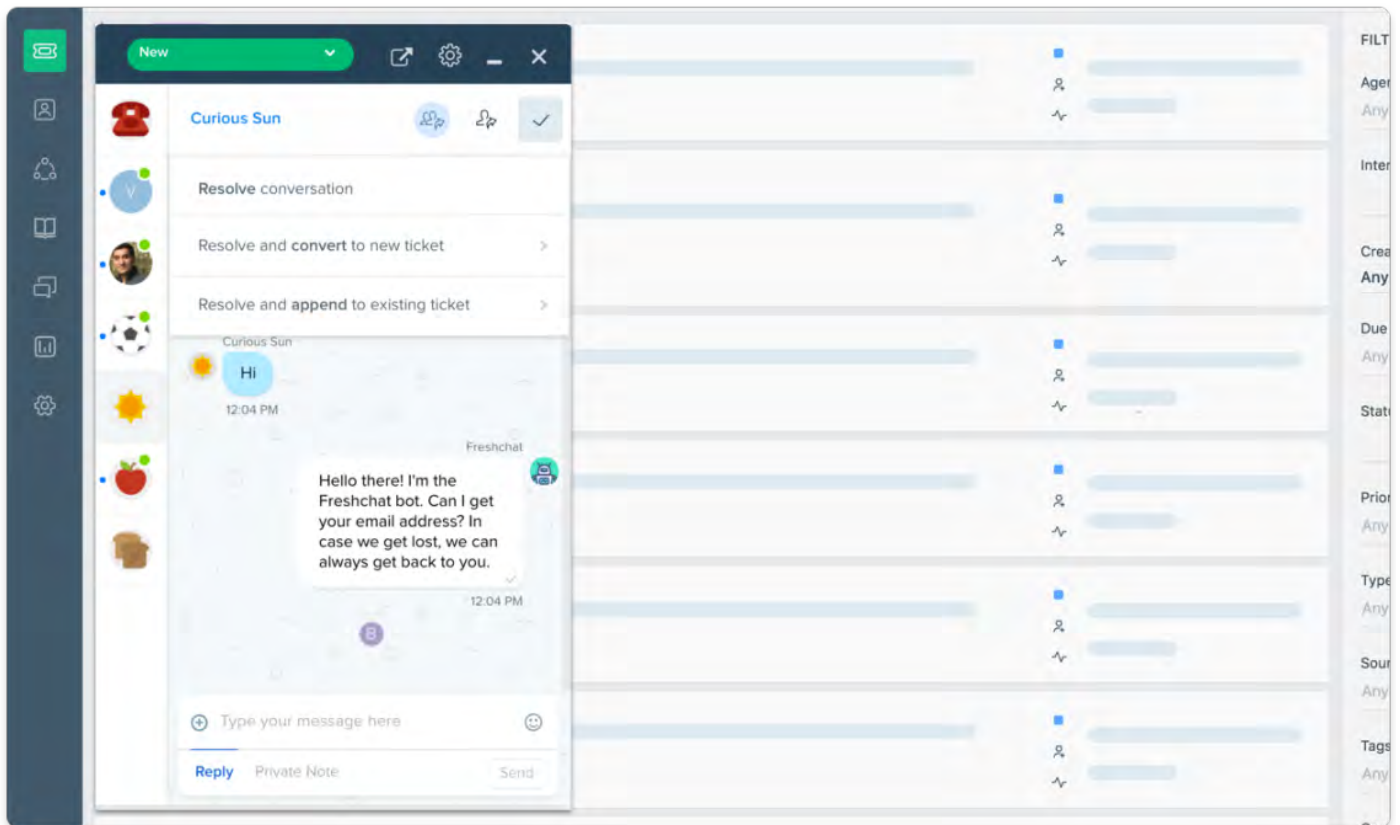 New
Curious Sun
Resolve conversation
Resolve and convert to new ticket
Resolve and append to existing ticket
Curious Sun
Hi
12:04 PM
Freshchat
Hello there! I'm the
Freshchat bot. Can I get
your email address? In
case we get lost, we can
always get back to you.
12:04 PM
B
Type your message here
Reply Private Note Send
V
FILT
Agen
Any
Inter
Crea
Any
Due
Any
Stat
Prior
Any
Type
Any
Sour
Any
Tags
Any